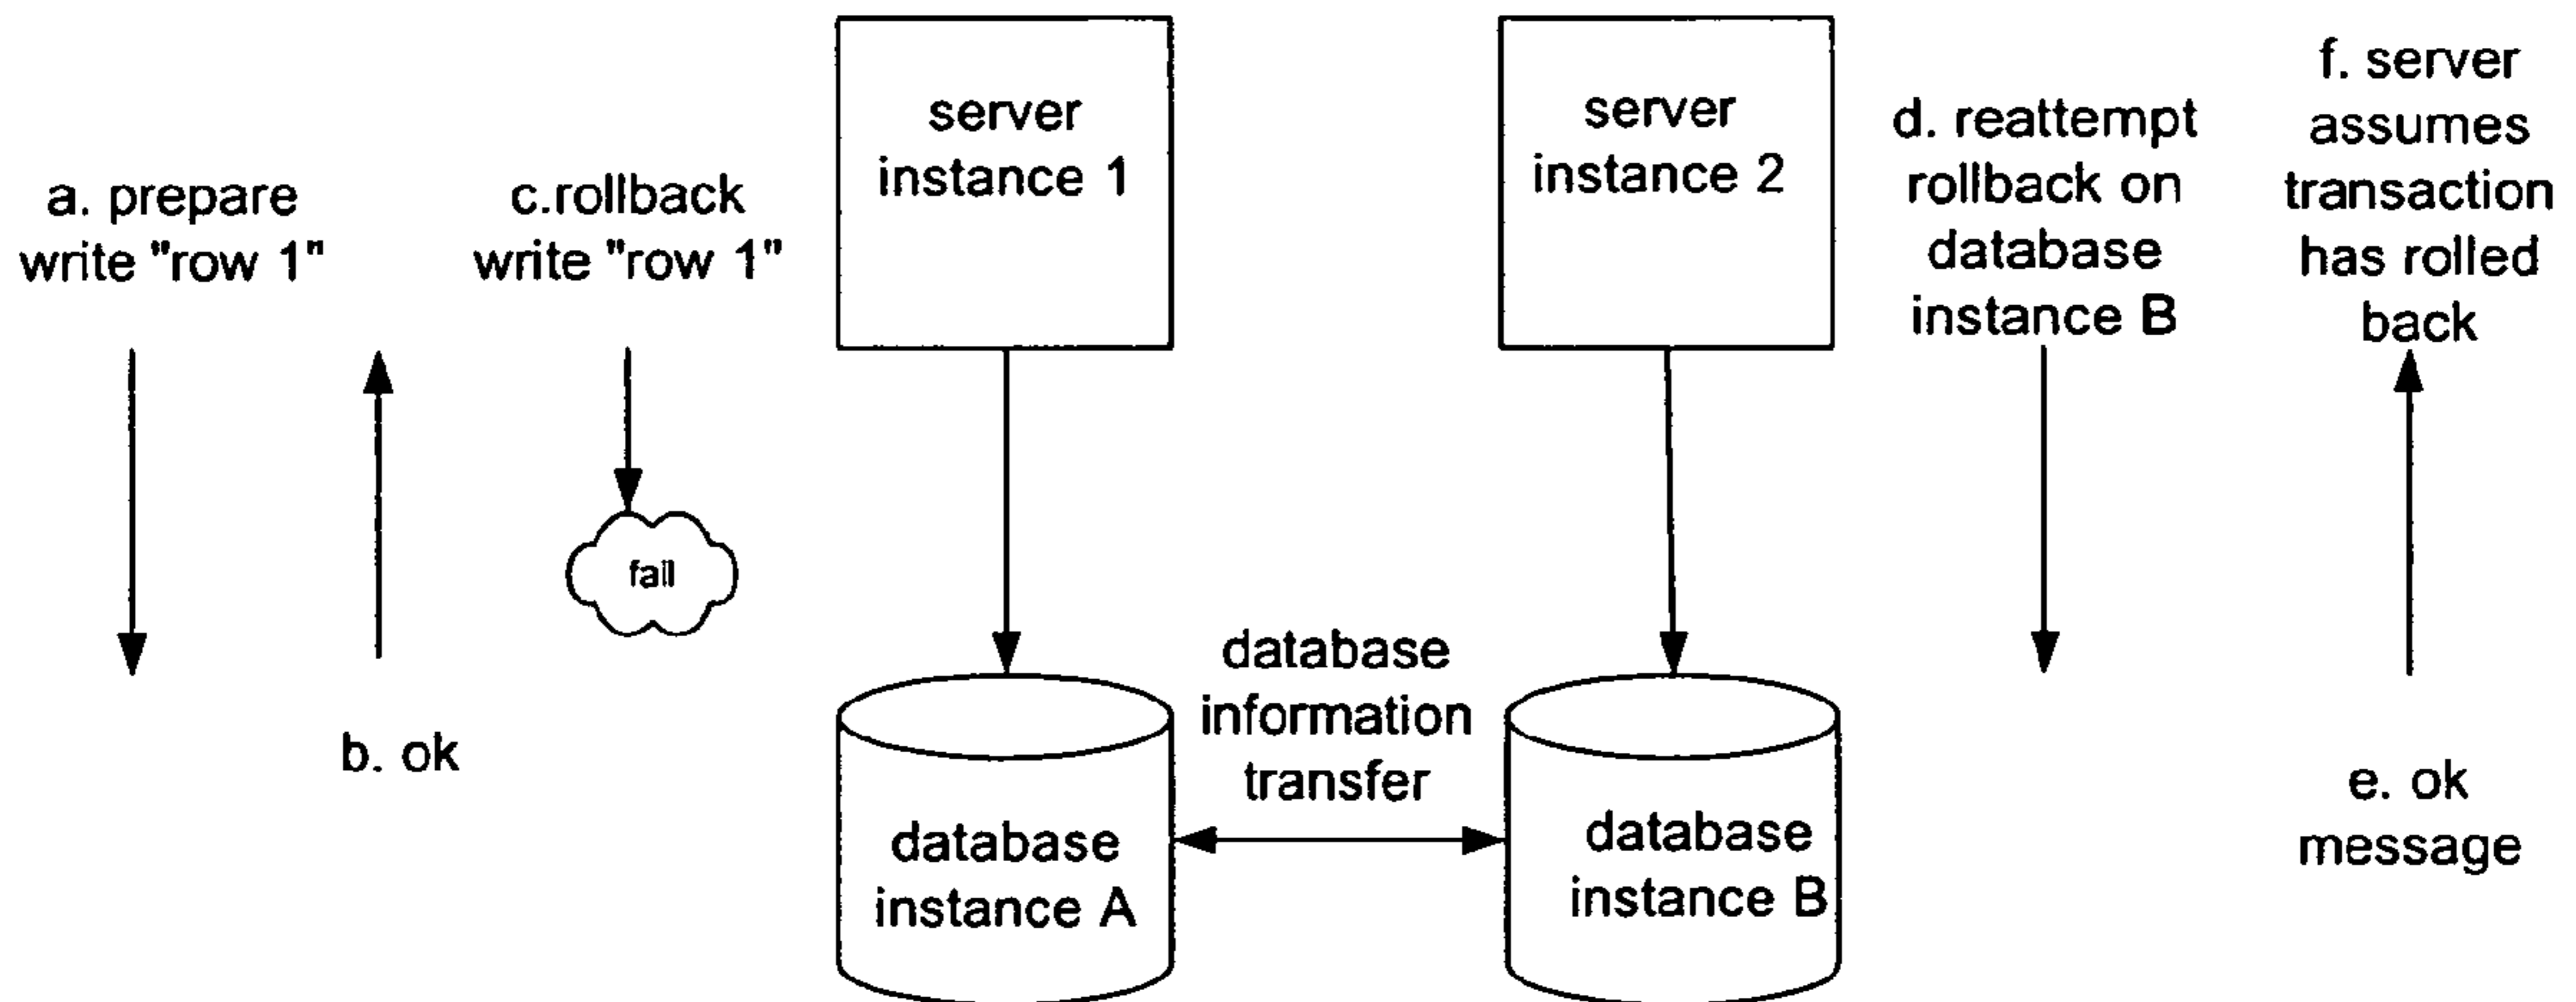 a. prepare
write "row 1"
b. ok
c.rollback
write "row 1"
fail
server
instance 1
server
instance 2
database
information
transfer
database
instance A
database
instance B
d. reattempt
rollback on
database
instance B
e. ok
message
f. server
assumes
transaction
has rolled
back